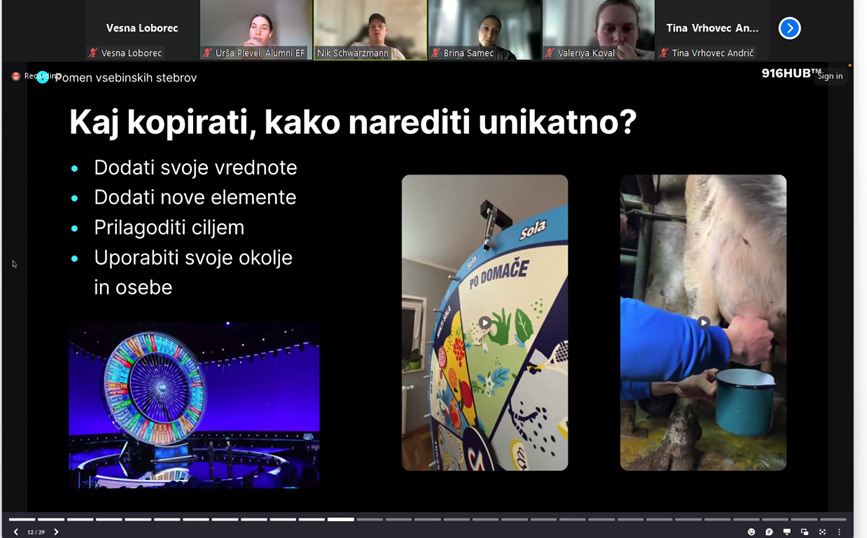 Vesna Loborec
Tina Vrhovec An...
Vesna Loborec
Urša Plevel, Alumni EF
Nik Schwarzmann
Brina Samec
Valeriya Koval
Tina Vrhovec Andrič
Pomen vsebinskih stebrov
916HUB™
Sign in
Kaj kopirati, kako narediti unikatno?
• Dodati svoje vrednote
• Dodati nove elemente
• Prilagoditi ciljem
• Uporabiti svoje okolje
in osebe
Sola
PO DOMAČE
12 / 29